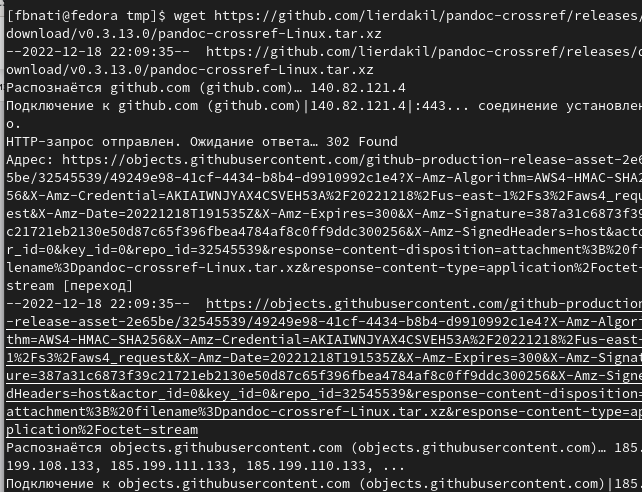 [fbnati@fedora tmp]$ wget https://github.com/lierdakil/pandoc-crossref/releases/
download/v0.3.13.0/pandoc-crossref-Linux.tar.xz
--2022-12-18 22:09:35--  https://github.com/lierdakil/pandoc-crossref/releases/d
ownload/v0.3.13.0/pandoc-crossref-Linux.tar.xz
Распознаётся github.com (github.com)… 140.82.121.4
Подключение к github.com (github.com)|140.82.121.4|:443... соединение установлен
о.
HTTP-запрос отправлен. Ожидание ответа… 302 Found
Адрес: https://objects.githubusercontent.com/github-production-release-asset-2e6
5be/32545539/49249e98-41cf-4434-b8b4-d9910992c1e4?X-Amz-Algorithm=AWS4-HMAC-SHA2
56&X-Amz-Credential=AKIAIWNJYAX4CSVEH53A%2F20221218%2Fus-east-1%2Fs3%2Faws4_requ
est&X-Amz-Date=20221218T191535Z&X-Amz-Expires=300&X-Amz-Signature=387a31c6873f39
c21721eb2130e50d87c65f396fbea4784af8c0ff9ddc300256&X-Amz-SignedHeaders=host&acto
r_id=0&key_id=0&repo_id=32545539&response-content-disposition=attachment%3B%20fi
lename%3Dpandoc-crossref-Linux.tar.xz&response-content-type=application%2Foctet-
stream [переход]
--2022-12-18 22:09:35--  https://objects.githubusercontent.com/github-production
-release-asset-2e65be/32545539/49249e98-41cf-4434-b8b4-d9910992c1e4?X-Amz-Algori
thm=AWS4-HMAC-SHA256&X-Amz-Credential=AKIAIWNJYAX4CSVEH53A%2F20221218%2Fus-east-
1%2Fs3%2Faws4_request&X-Amz-Date=20221218T191535Z&X-Amz-Expires=300&X-Amz-Signat
ure=387a31c6873f39c21721eb2130e50d87c65f396fbea4784af8c0ff9ddc300256&X-Amz-Signe
dHeaders=host&actor_id=0&key_id=0&repo_id=32545539&response-content-disposition=
attachment%3B%20filename%3Dpandoc-crossref-Linux.tar.xz&response-content-type=ap
plication%2Foctet-stream
Распознаётся objects.githubusercontent.com (objects.githubusercontent.com)… 185.
199.108.133, 185.199.111.133, 185.199.110.133, ...
Подключение к objects.githubusercontent.com (objects.githubusercontent.com)|185.